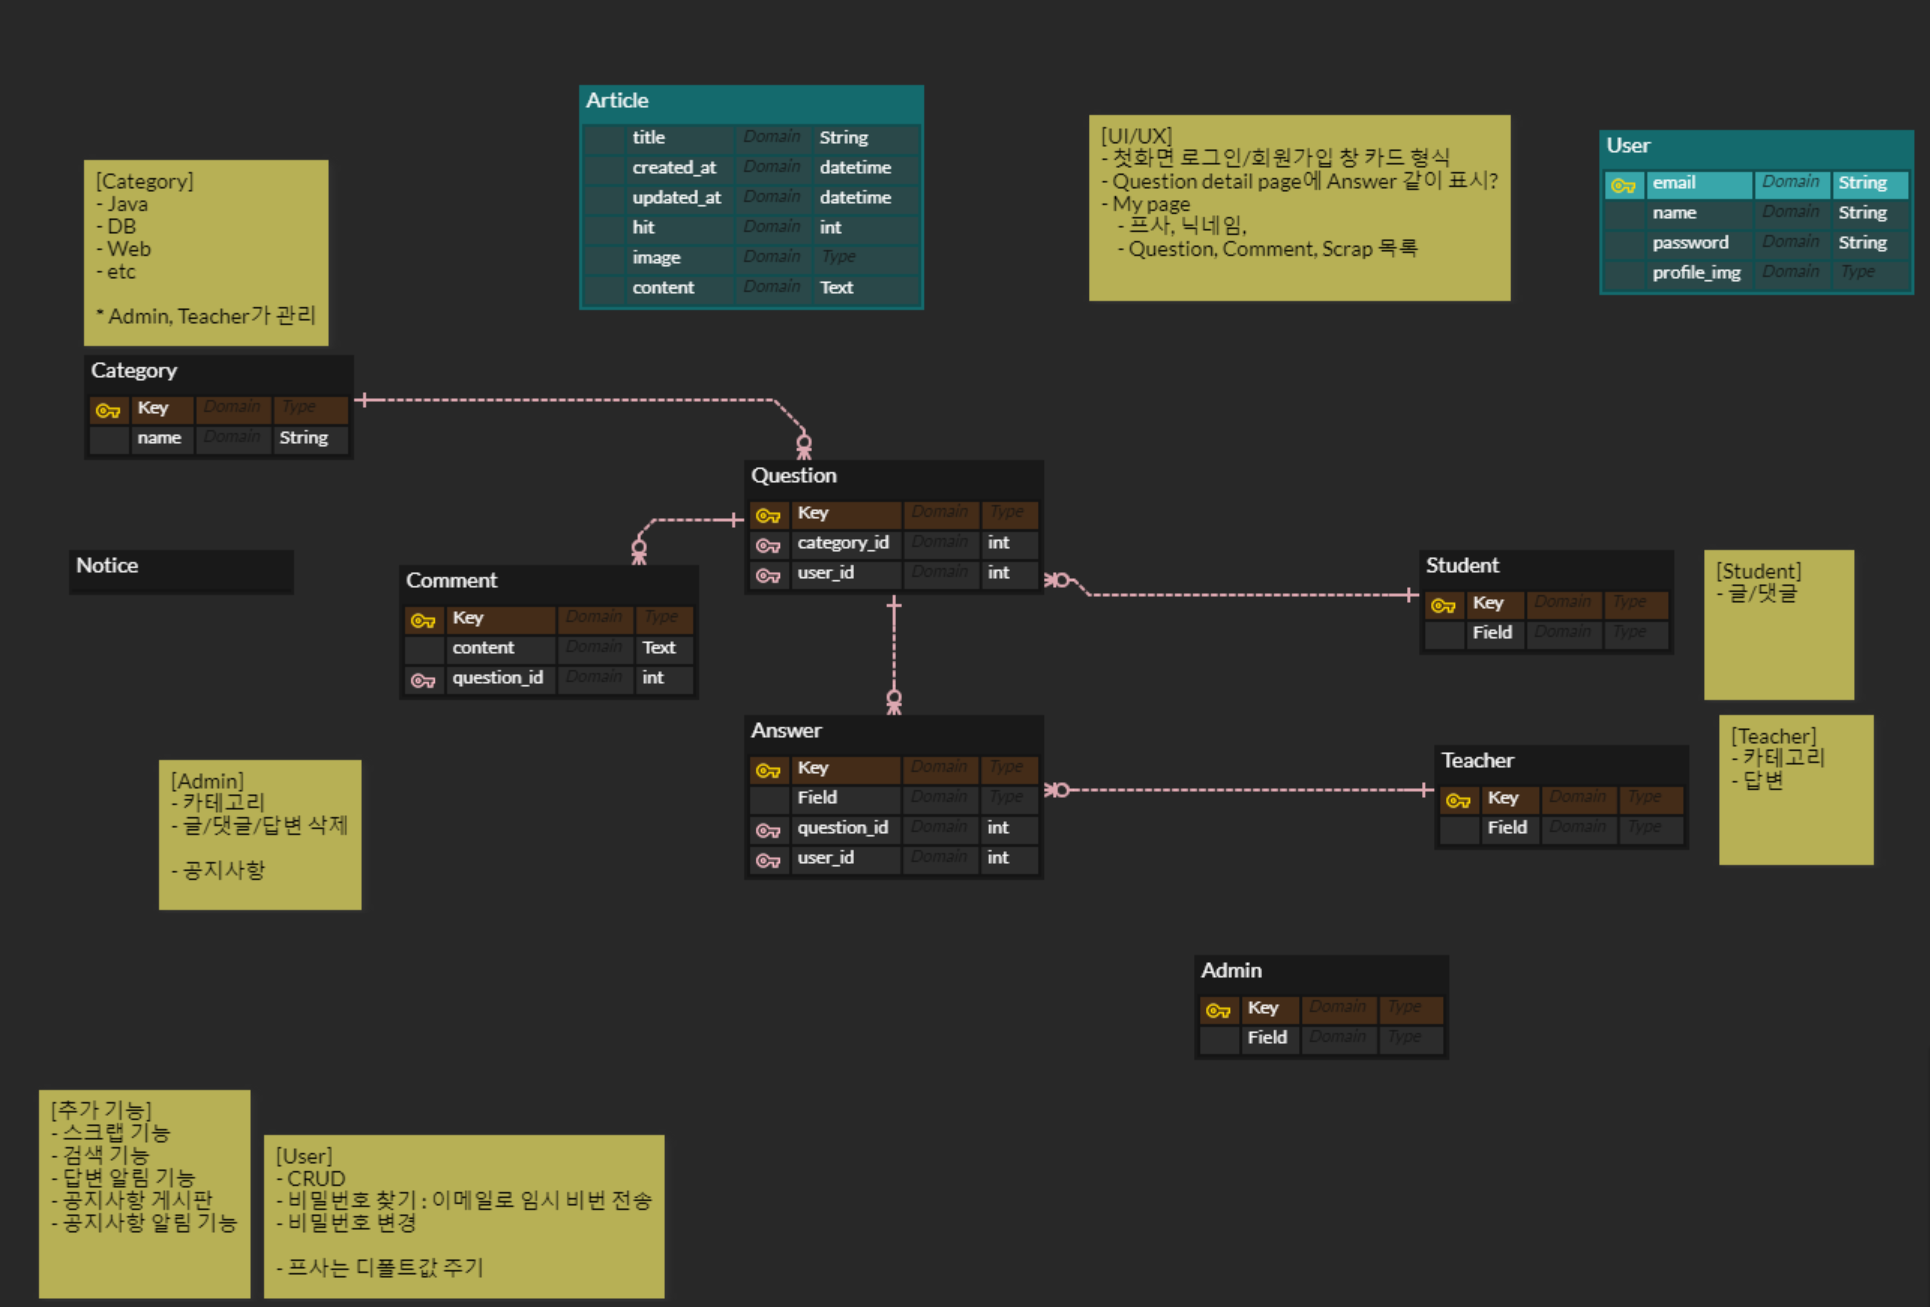 Article
title Domain String
created_at Domain datetime
updated_at Domain datetime
hit Domain int
image Domain Type
content Domain Text
[UI/UX]
- 첫화면 로그인/회원가입 창 카드 형식
- Question detail page에 Answer 같이 표시?
- My page
- 프사, 닉네임,
- Question, Comment, Scrap 목록
User
email Domain String
name Domain String
password Domain String
profile_img Domain Type
[Category]
- Java
- DB
- Web
- etc
* Admin, Teacher가 관리
Category
Key Domain Type
name Domain String
Question
Key Domain Type
category_id Domain int
user_id Domain int
Notice
Comment
Key Domain Type
content Domain Text
question_id Domain int
Student
Key Domain Type
Field Domain Type
[Student]
- 글/댓글
Answer
Key Domain Type
Field Domain Type
question_id Domain int
user_id Domain int
Teacher
Key Domain Type
Field Domain Type
[Teacher]
- 카테고리
- 답변
[Admin]
- 카테고리
- 글/댓글/답변 삭제
- 공지사항
Admin
Key Domain Type
Field Domain Type
[추가 기능]
- 스크랩 기능
- 검색 기능
- 답변 알림 기능
- 공지사항 게시판
- 공지사항 알림 기능
[User]
- CRUD
- 비밀번호 찾기 : 이메일로 임시 비번 전송
- 비밀번호 변경
- 프사는 디폴트값 주기